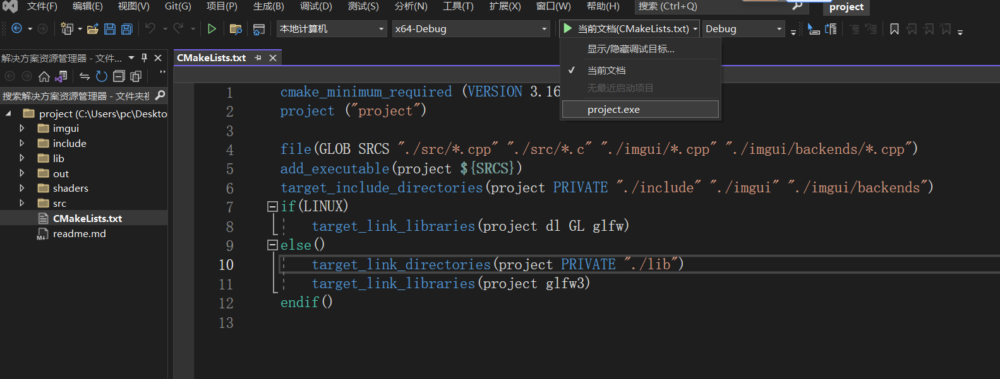 文件(F) 编辑(E) 视图(V) Git(G) 项目(P) 生成(B) 调试(D) 测试(S) 分析(N) 工具(T) 扩展(X) 窗口(W) 帮助(H) 搜索 (Ctrl+Q) project
本地计算机 x64-Debug 当前文档(CMakeLists.txt) Debug
显示/隐藏调试目标...
当前文档
无最近启动项目
project.exe
解决方案资源管理器 - 文件...
搜索解决方案资源管理器 - 文件夹视
project (C:\Users\pc\Deskto
imgui
include
lib
out
shaders
src
CMakeLists.txt
readme.md
CMakeLists.txt
1 cmake_minimum_required (VERSION 3.16
2 project ("project")
3
4 file(GLOB SRCS "./src/*.cpp" "./src/*.c" "./imgui/*.cpp" "./imgui/backends/*.cpp")
5 add_executable(project ${SRCS})
6 target_include_directories(project PRIVATE "./include" "./imgui" "./imgui/backends")
7 if(LINUX)
8 target_link_libraries(project dl GL glfw)
9 else()
10 target_link_directories(project PRIVATE "./lib")
11 target_link_libraries(project glfw3)
12 endif()
13